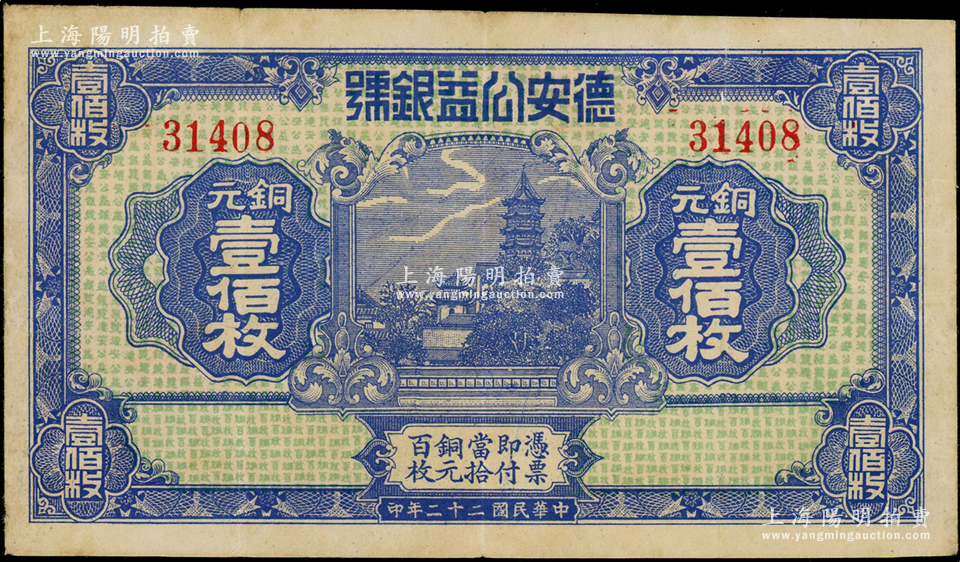 上海陽明拍賣
www.yangmingauction.com
壹佰枚
壹佰枚
德安公益銀號
31408
31408
銅元
壹佰枚
銅元
壹佰枚
上海陽明拍賣
www.yangmingauction.com
壹佰枚
壹佰枚
憑票
即付
當拾
銅元
百枚
中華民國二十二年印
上海陽明拍賣
www.yangmingauction.com